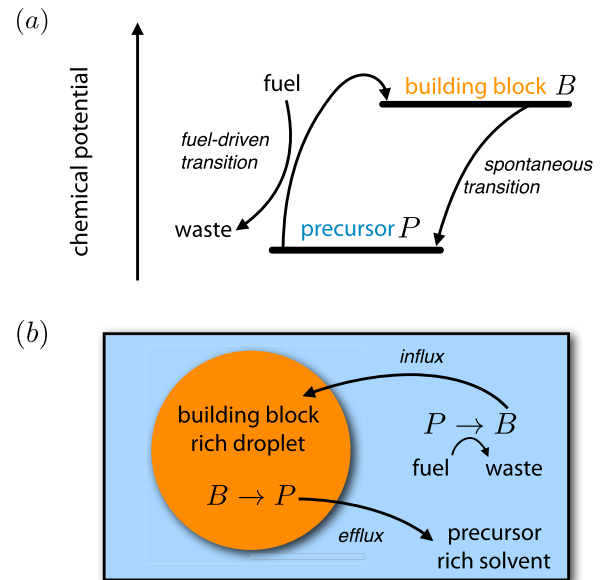 (a)
chemical potential
fuel
building block B
fuel-driven
transition
spontaneous
transition
waste
precursor P
(b)
influx
building block
rich droplet
P → B
fuel waste
B → P
efflux
precursor
rich solvent